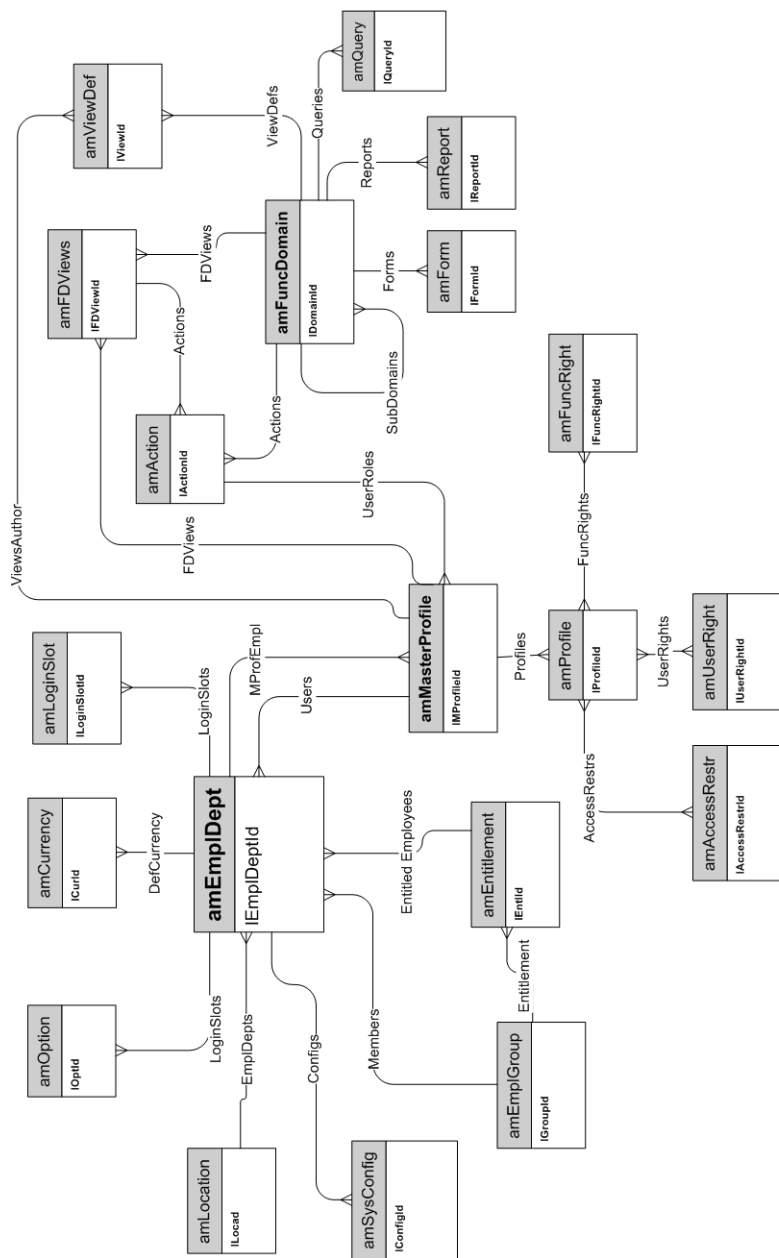 ViewsAuthor
amOption
lOptId
amCurrency
lCurId
amLoginSlot
lLoginSlotId
amFDViews
lFDViewId
amViewDef
lViewId
LoginSlots
DefCurrency
LoginSlots
FDViews
Actions
amAction
lActionId
FDViews
ViewDefs
amLocation
lLocad
EmplDepts
amEmplDept
lEmplDeptId
MProfEmpl
Users
UserRoles
Actions
amFuncDomain
lDomainId
SubDomains
Queries
amQuery
lQueryId
Reports
amReport
lReportId
Forms
amForm
lFormId
Configs
amSysConfig
lConfigId
Members
Entitled Employees
amMasterProfile
lMProfileId
amEmplGroup
lGroupId
Entitlement
amEntitlement
lEntlId
Profiles
amProfile
lProfileId
AccessRestrs
FuncRights
amFuncRight
lFuncRightId
UserRights
amAccessRestr
lAccessRestrId
amUserRight
lUserRightId